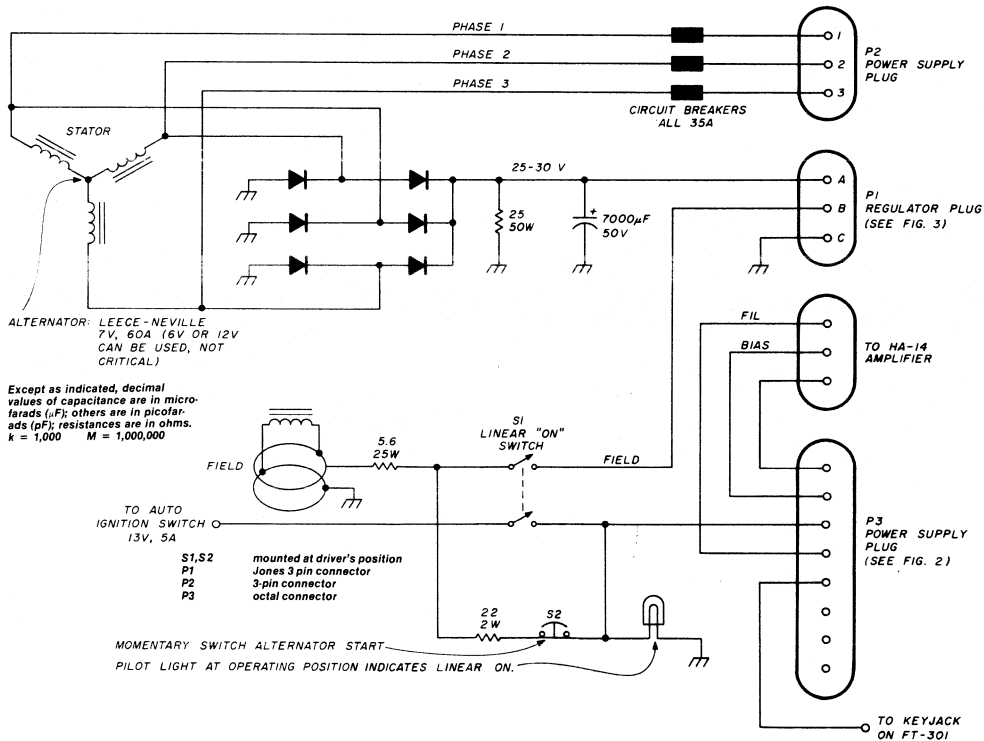 PHASE 1
PHASE 2
PHASE 3
CIRCUIT BREAKERS
ALL 35A
1
2
3
P2
POWER SUPPLY
PLUG
STATOR
25-30 V
25
50W
+
7000μF
50V
A
B
C
P1
REGULATOR PLUG
(SEE FIG. 3)
ALTERNATOR: LEECE-NEVILLE
7V, 60A (6V OR 12V
CAN BE USED, NOT
CRITICAL)
FIL
BIAS
TO HA-14
AMPLIFIER
Except as indicated, decimal
values of capacitance are in micro-
farads (μF); others are in picofar-
ads (pF); resistances are in ohms.
k = 1,000 M = 1,000,000
FIELD
5.6
25W
S1
LINEAR "ON"
SWITCH
FIELD
TO AUTO
IGNITION SWITCH
13V, 5A
P3
POWER SUPPLY
PLUG
(SEE FIG. 2)
S1,S2 mounted at driver's position
P1 Jones 3 pin connector
P2 3-pin connector
P3 octal connector
22
2W
S2
MOMENTARY SWITCH ALTERNATOR START
PILOT LIGHT AT OPERATING POSITION INDICATES LINEAR ON.
TO KEYJACK
ON FT-301